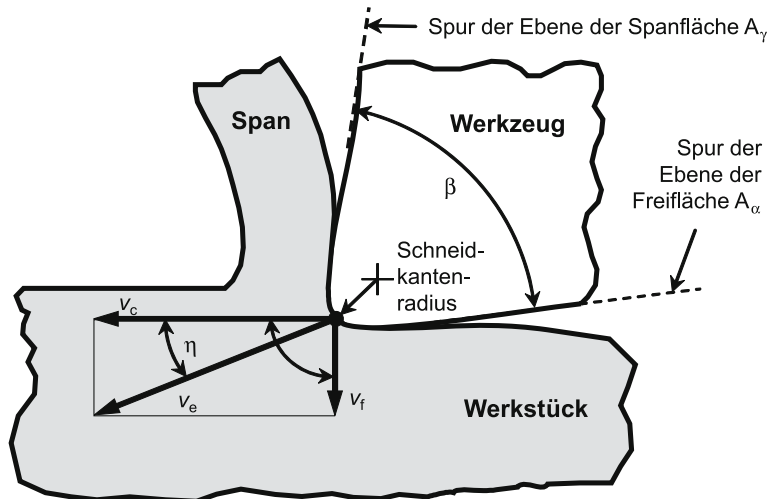 Spur der Ebene der Spanfläche Aγ
Span
Werkzeug
Spur der
Ebene der
Freifläche Aα
β
Schneid-
kanten-
radius
vc
η
ve
vf
Werkstück